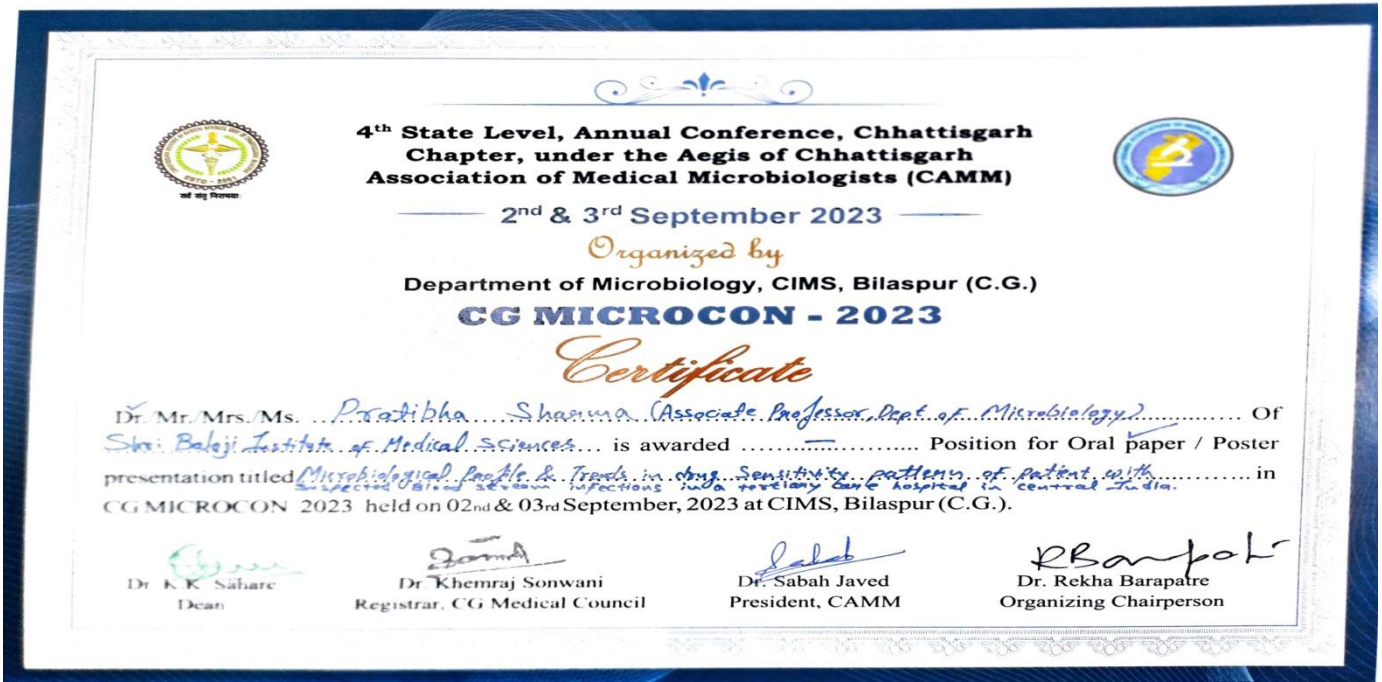 4th State Level, Annual Conference, Chhattisgarh
Chapter, under the Aegis of Chhattisgarh
Association of Medical Microbiologists (CAMM)
2nd & 3rd September 2023
Organized by
Department of Microbiology, CIMS, Bilaspur (C.G.)
CG MICROCON - 2023
Certificate
Dr./Mr./Mrs./Ms. ...Pratibha....Sharma (Associate Professor, Dept of Microbiology)............ Of
Shri Balaji Institute of Medical Sciences... is awarded ......—...... Position for Oral paper / Poster
presentation titled Microbiological Profile & Trends in drug Sensitivity pattern of patient with............ in
Suspected Blood stream infections in a tertiary care hospital in central India.
CG MICROCON 2023 held on 02nd & 03rd September, 2023 at CIMS, Bilaspur (C.G.).
Dr K.K. Sahare
Dean
Dr. Khemraj Sonwani
Registrar, CG Medical Council
Dr. Sabah Javed
President, CAMM
Dr. Rekha Barapatre
Organizing Chairperson